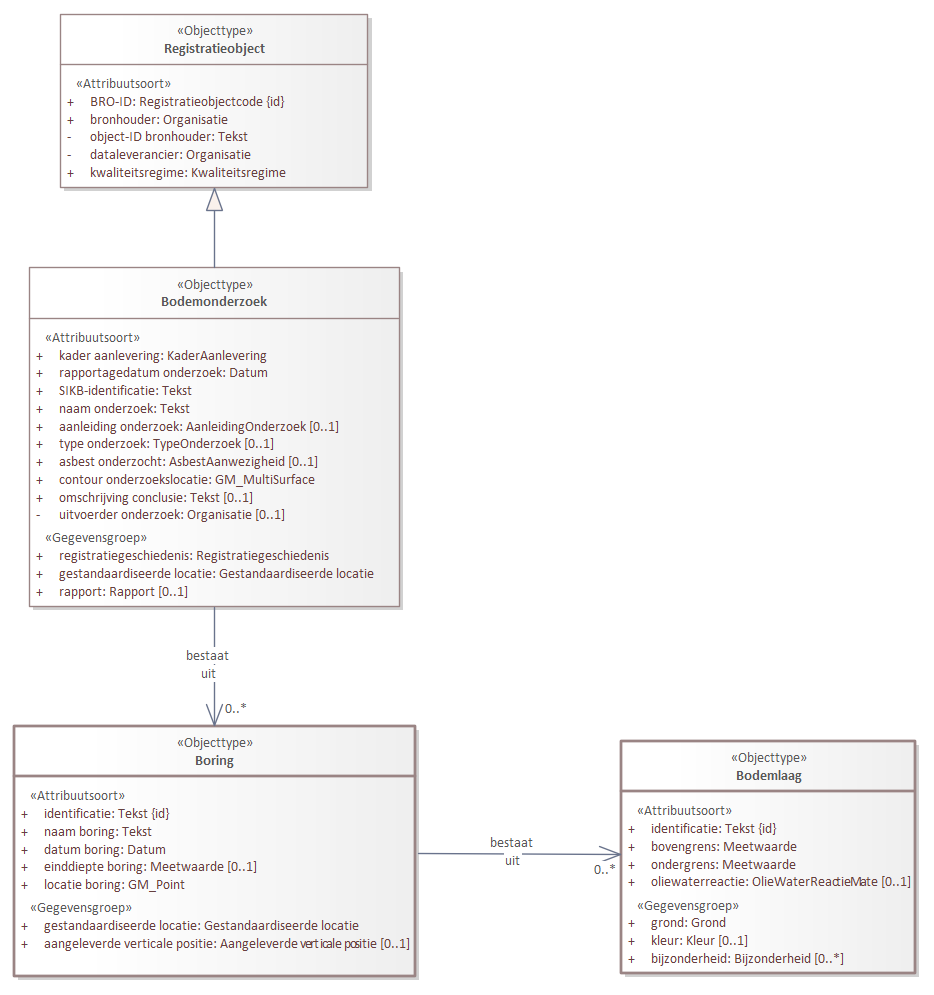 «Objecttype»
Registratieobject
«Attribuutsoort»
+ BRO-ID: Registratieobjectcode {id}
+ bronhouder: Organisatie
- object-ID bronhouder: Tekst
- dataleverancier: Organisatie
+ kwaliteitsregime: Kwaliteitsregime
«Objecttype»
Bodemonderzoek
«Attribuutsoort»
+ kader aanlevering: KaderAanlevering
+ rapportagedatum onderzoek: Datum
+ SIKB-identificatie: Tekst
+ naam onderzoek: Tekst
+ aanleiding onderzoek: AanleidingOnderzoek [0..1]
+ type onderzoek: TypeOnderzoek [0..1]
+ asbest onderzocht: AsbestAanwezigheid [0..1]
+ contour onderzoekslocatie: GM_MultiSurface
+ omschrijving conclusie: Tekst [0..1]
- uitvoerder onderzoek: Organisatie [0..1]
«Gegevensgroep»
+ registratiegeschiedenis: Registratiegeschiedenis
+ gestandaardiseerde locatie: Gestandaardiseerde locatie
+ rapport: Rapport [0..1]
bestaat
uit
0..*
«Objecttype»
Boring
«Attribuutsoort»
+ identificatie: Tekst {id}
+ naam boring: Tekst
+ datum boring: Datum
+ einddiepte boring: Meetwaarde [0..1]
+ locatie boring: GM_Point
«Gegevensgroep»
+ gestandaardiseerde locatie: Gestandaardiseerde locatie
+ aangeleverde verticale positie: Aangeleverde verticale positie [0..1]
bestaat
uit
0..*
«Objecttype»
Bodemlaag
«Attribuutsoort»
+ identificatie: Tekst {id}
+ bovengrens: Meetwaarde
+ ondergrens: Meetwaarde
+ oliewaterreactie: OlieWaterReactieMate [0..1]
«Gegevensgroep»
+ grond: Grond
+ kleur: Kleur [0..1]
+ bijzonderheid: Bijzonderheid [0..*]